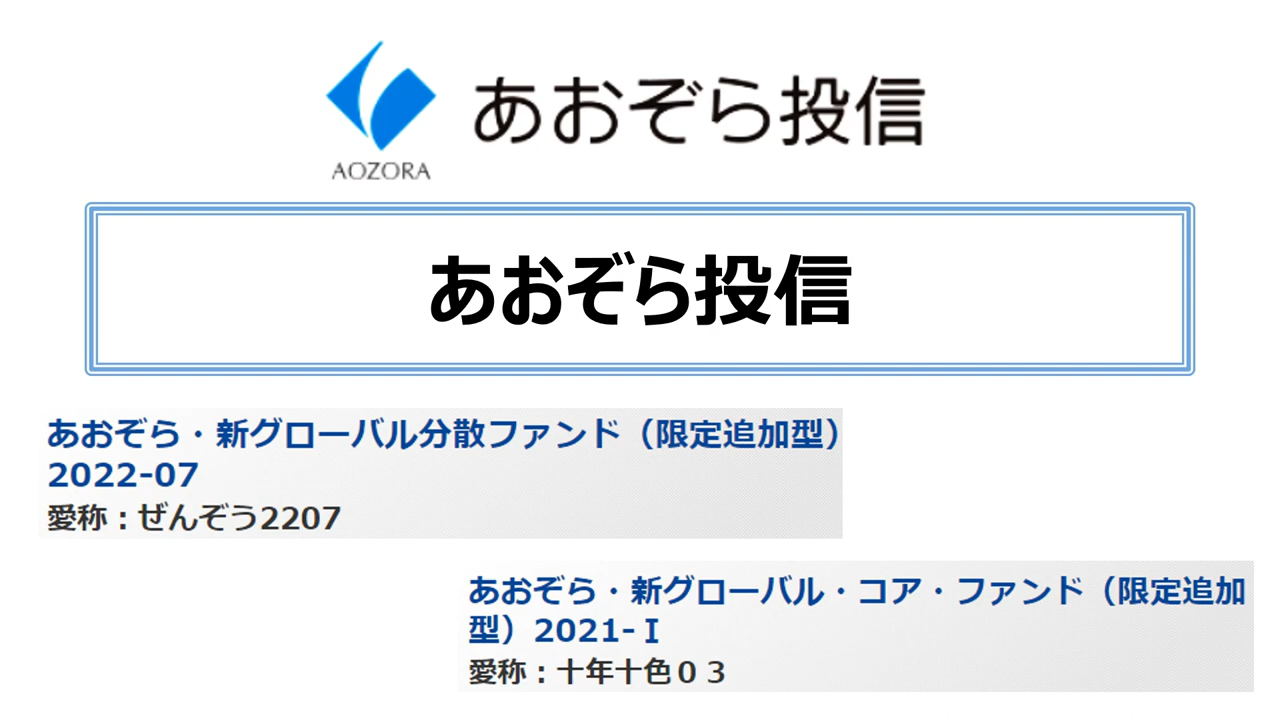 あおぞら投信
AOZORA
あおぞら投信
あおぞら・新グローバル分散ファンド（限定追加型）
2022-07
愛称：ぜんぞう2207
あおぞら・新グローバル・コア・ファンド（限定追加
型）2021-Ⅰ
愛称：十年十色０３